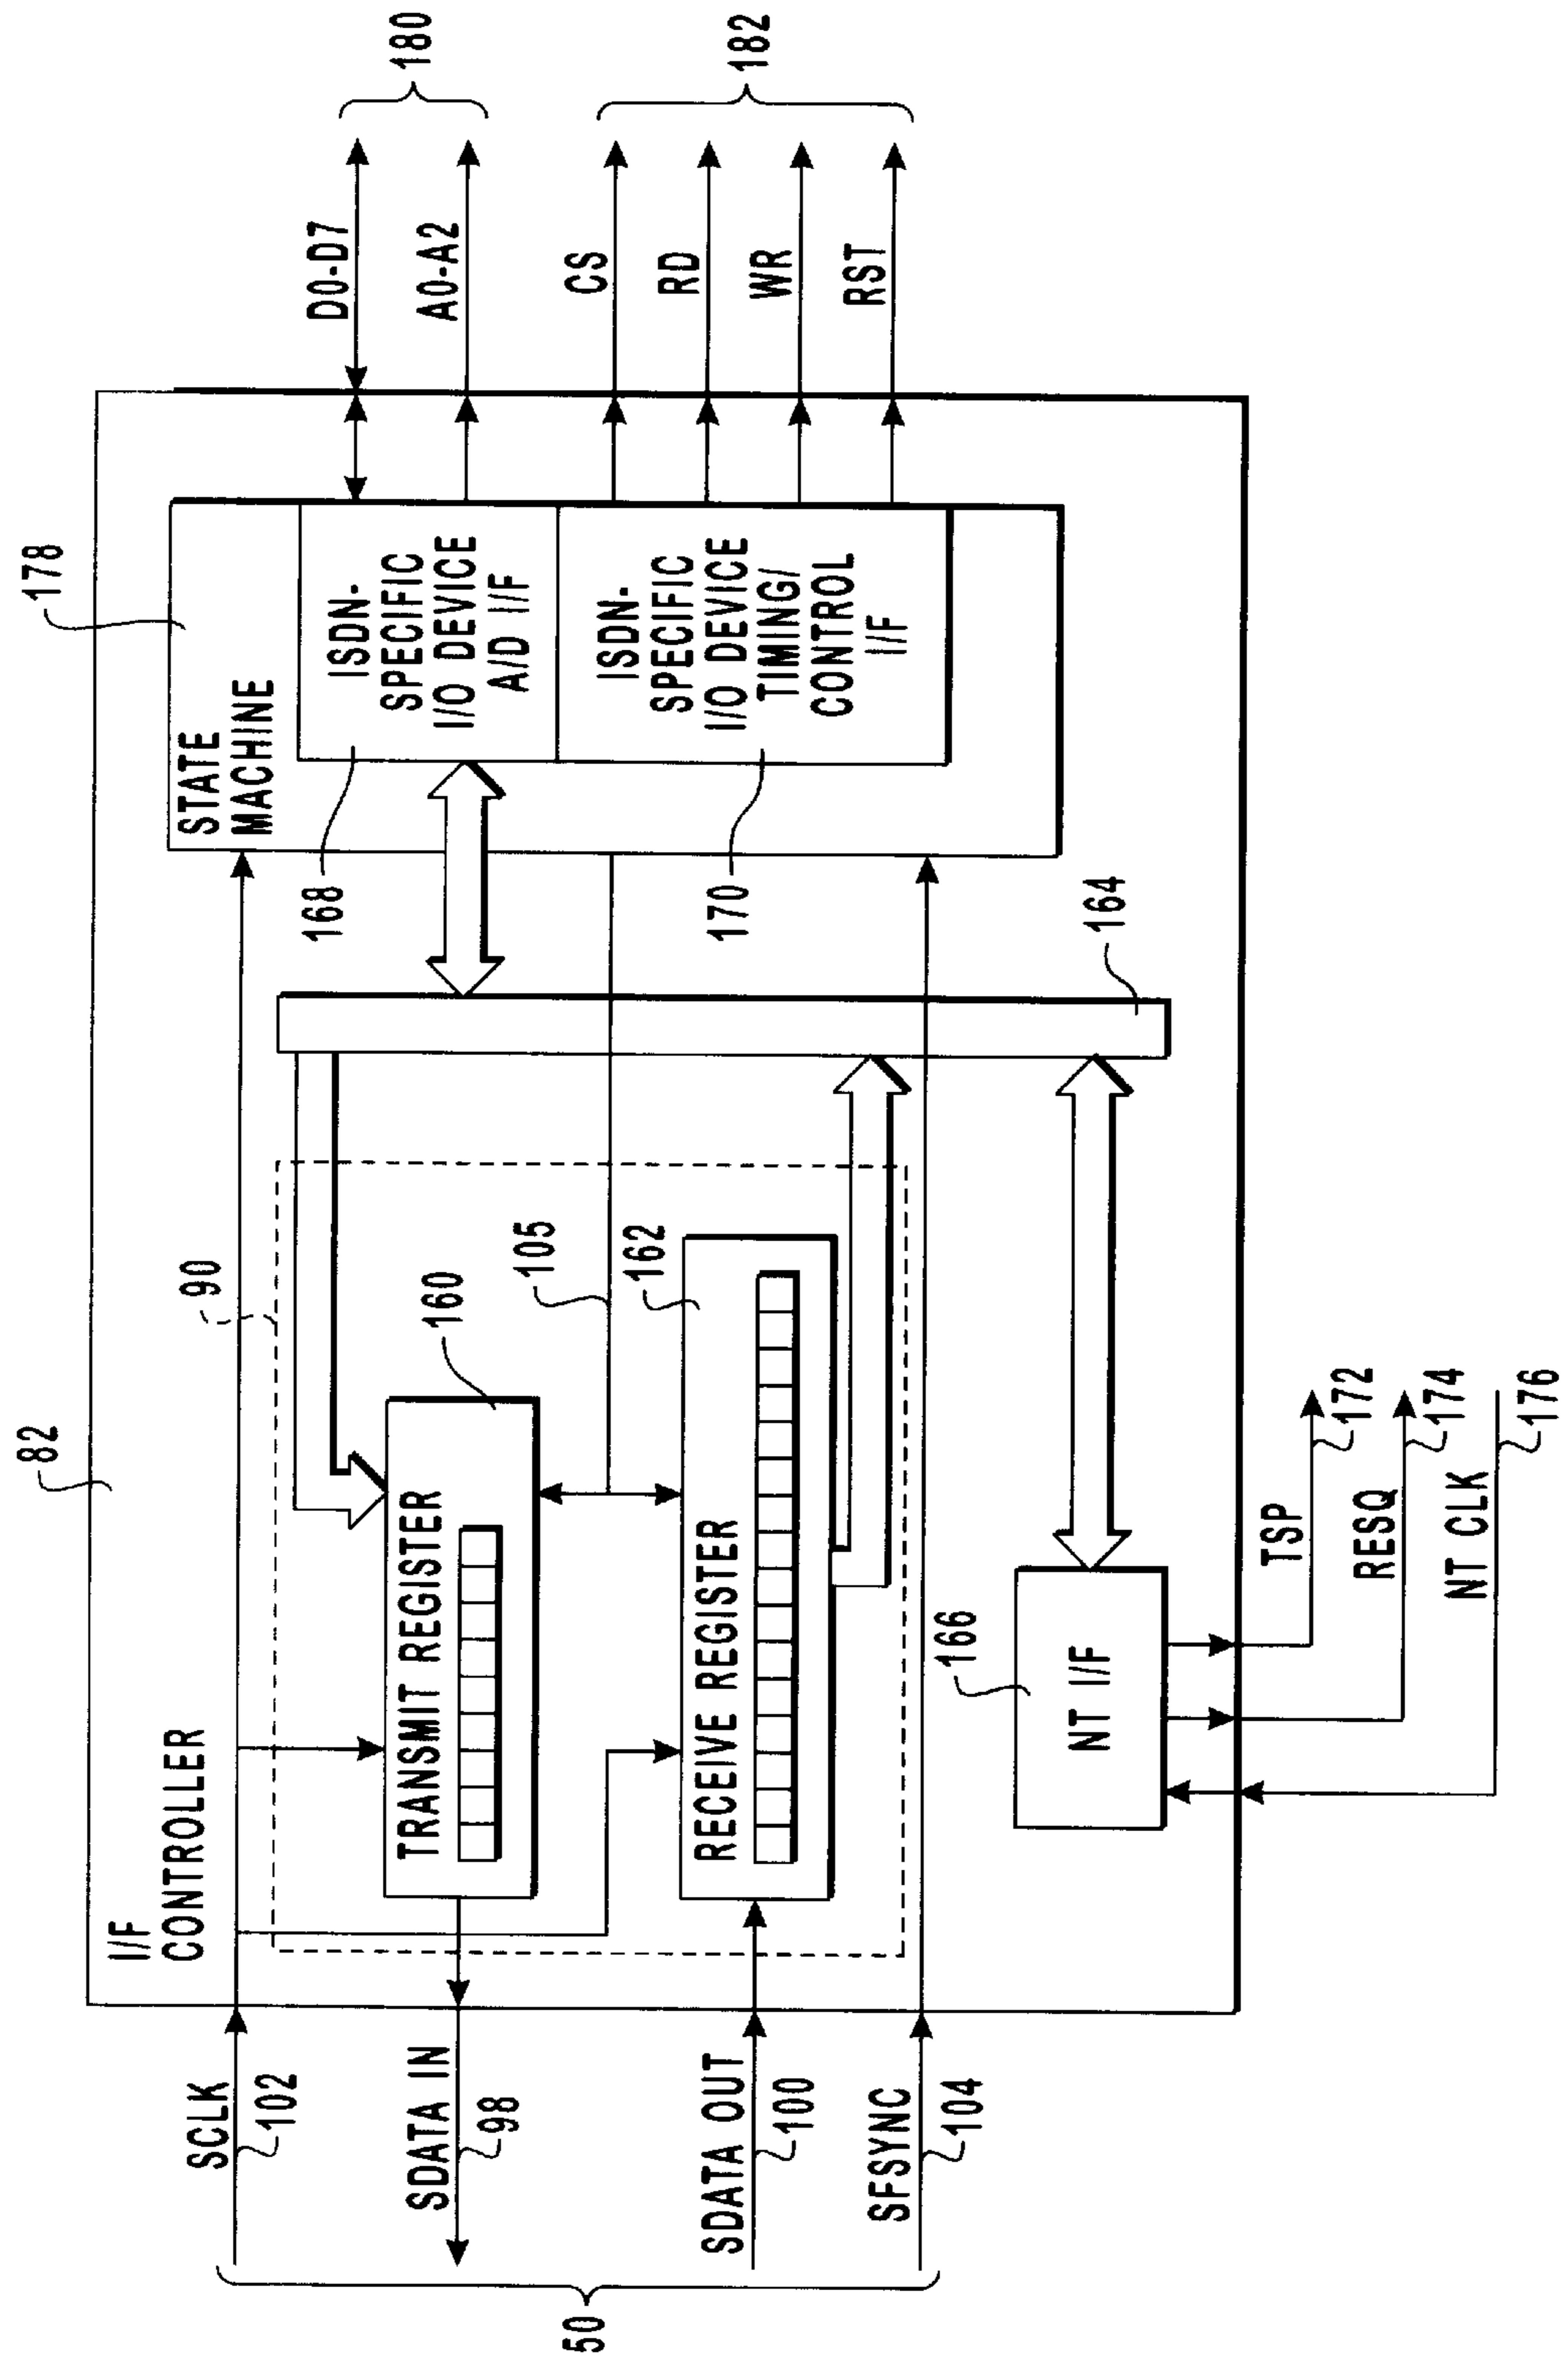 82
I/F
CONTROLLER
90
178
STATE
MACHINE
SCLK
102
SDATA IN
98
SDATA OUT
100
SFSYNC
104
50
TRANSMIT REGISTER
160
105
RECEIVE REGISTER
162
164
168
ISDN-
SPECIFIC
I/O DEVICE
A/D I/F
170
ISDN-
SPECIFIC
I/O DEVICE
TIMING/
CONTROL
I/F
D0-D7
A0-A2
180
CS
RD
WR
RST
182
166
NT I/F
TSP
172
RESQ
174
NT CLK
176